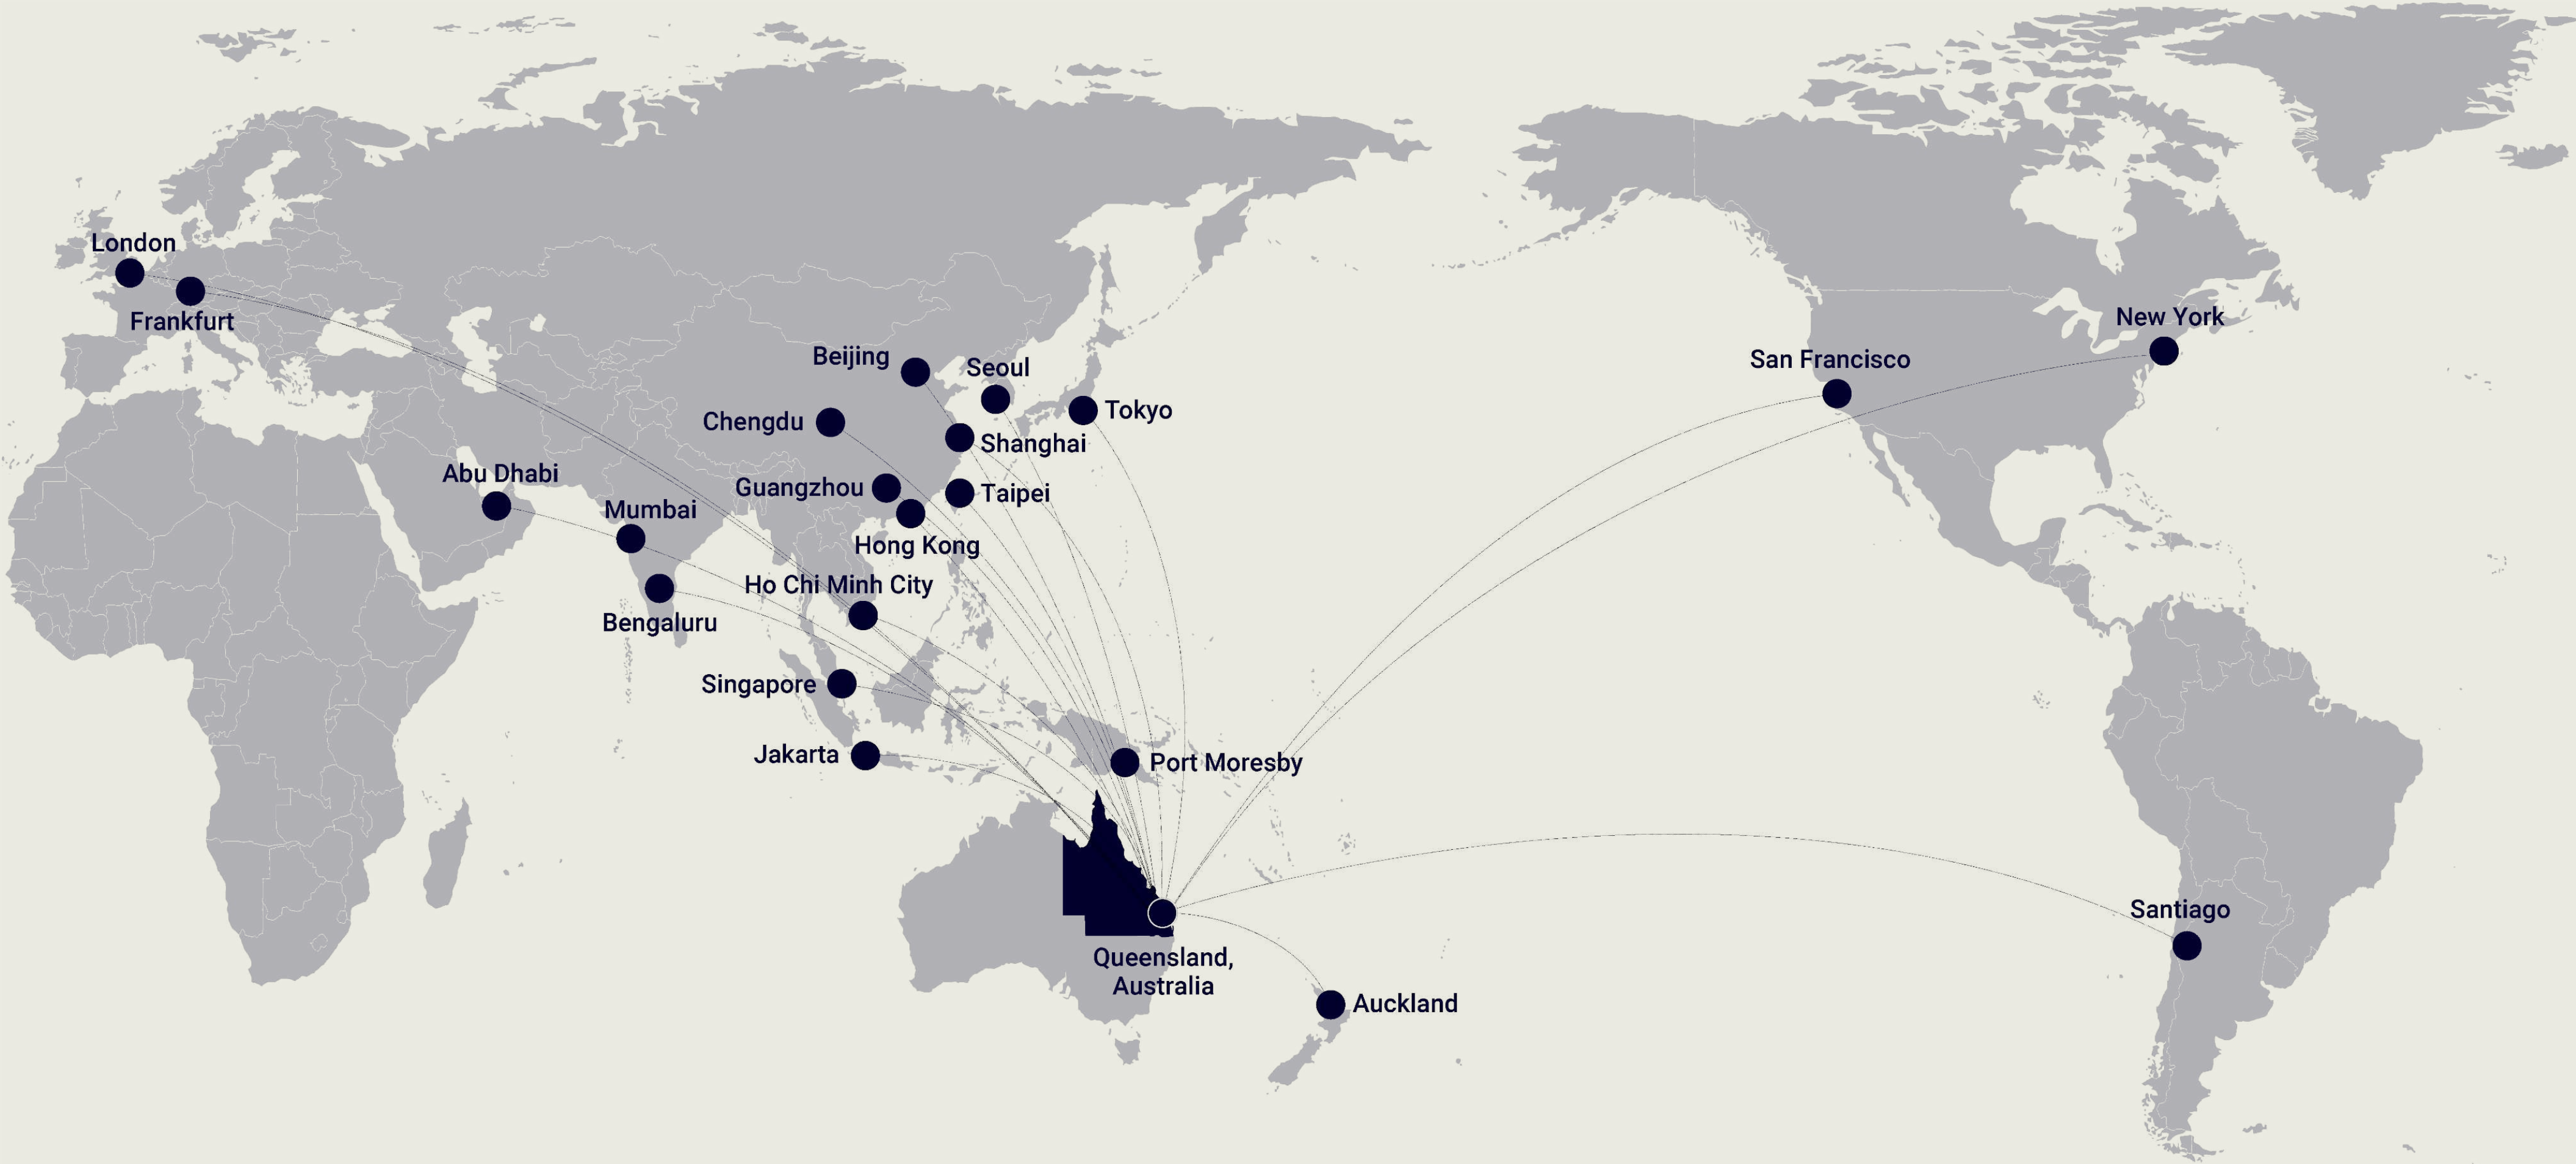 London
Frankfurt
New York
Beijing
San Francisco
Seoul
Tokyo
Chengdu
Shanghai
Abu Dhabi
Guangzhou
Taipei
Mumbai
Hong Kong
Ho Chi Minh City
Bengaluru
Singapore
Jakarta
Port Moresby
Santiago
Queensland,
Australia
Auckland